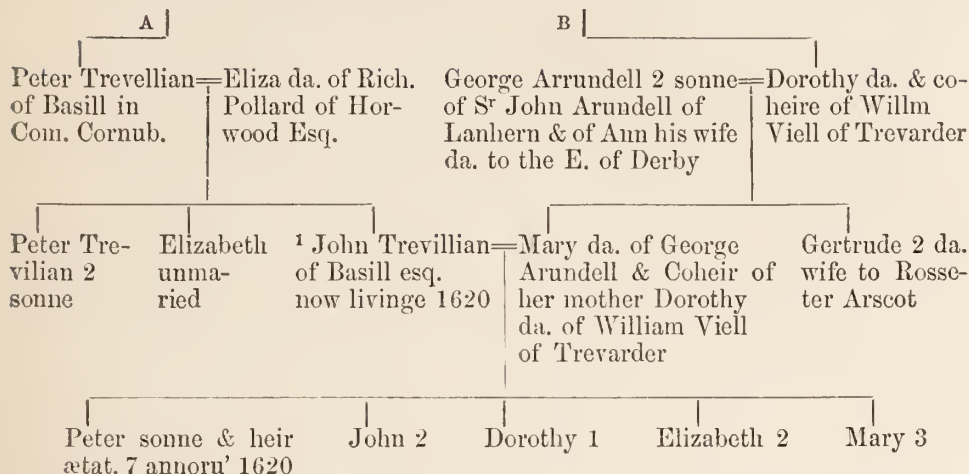 A
B
Peter Trevellian
of Basill in
Com. Cornub.
Eliza da. of Rich.
Pollard of Hor-
wood Esq.
George Arrundell 2 sonne
of Sʳ John Arundell of
Lanhern & of Ann his wife
da. to the E. of Derby
Dorothy da. & co-
heire of Willm
Viell of Trevarder
Peter Tre-
vilian 2
sonne
Elizabeth
unma-
ried
¹ John Trevillian
of Basill esq.
now livinge 1620
Mary da. of George
Arundell & Coheir of
her mother Dorothy
da. of William Viell
of Trevarder
Gertrude 2 da.
wife to Rosse-
ter Arscot
Peter sonne & heir
ætat. 7 annoru' 1620
John 2
Dorothy 1
Elizabeth 2
Mary 3